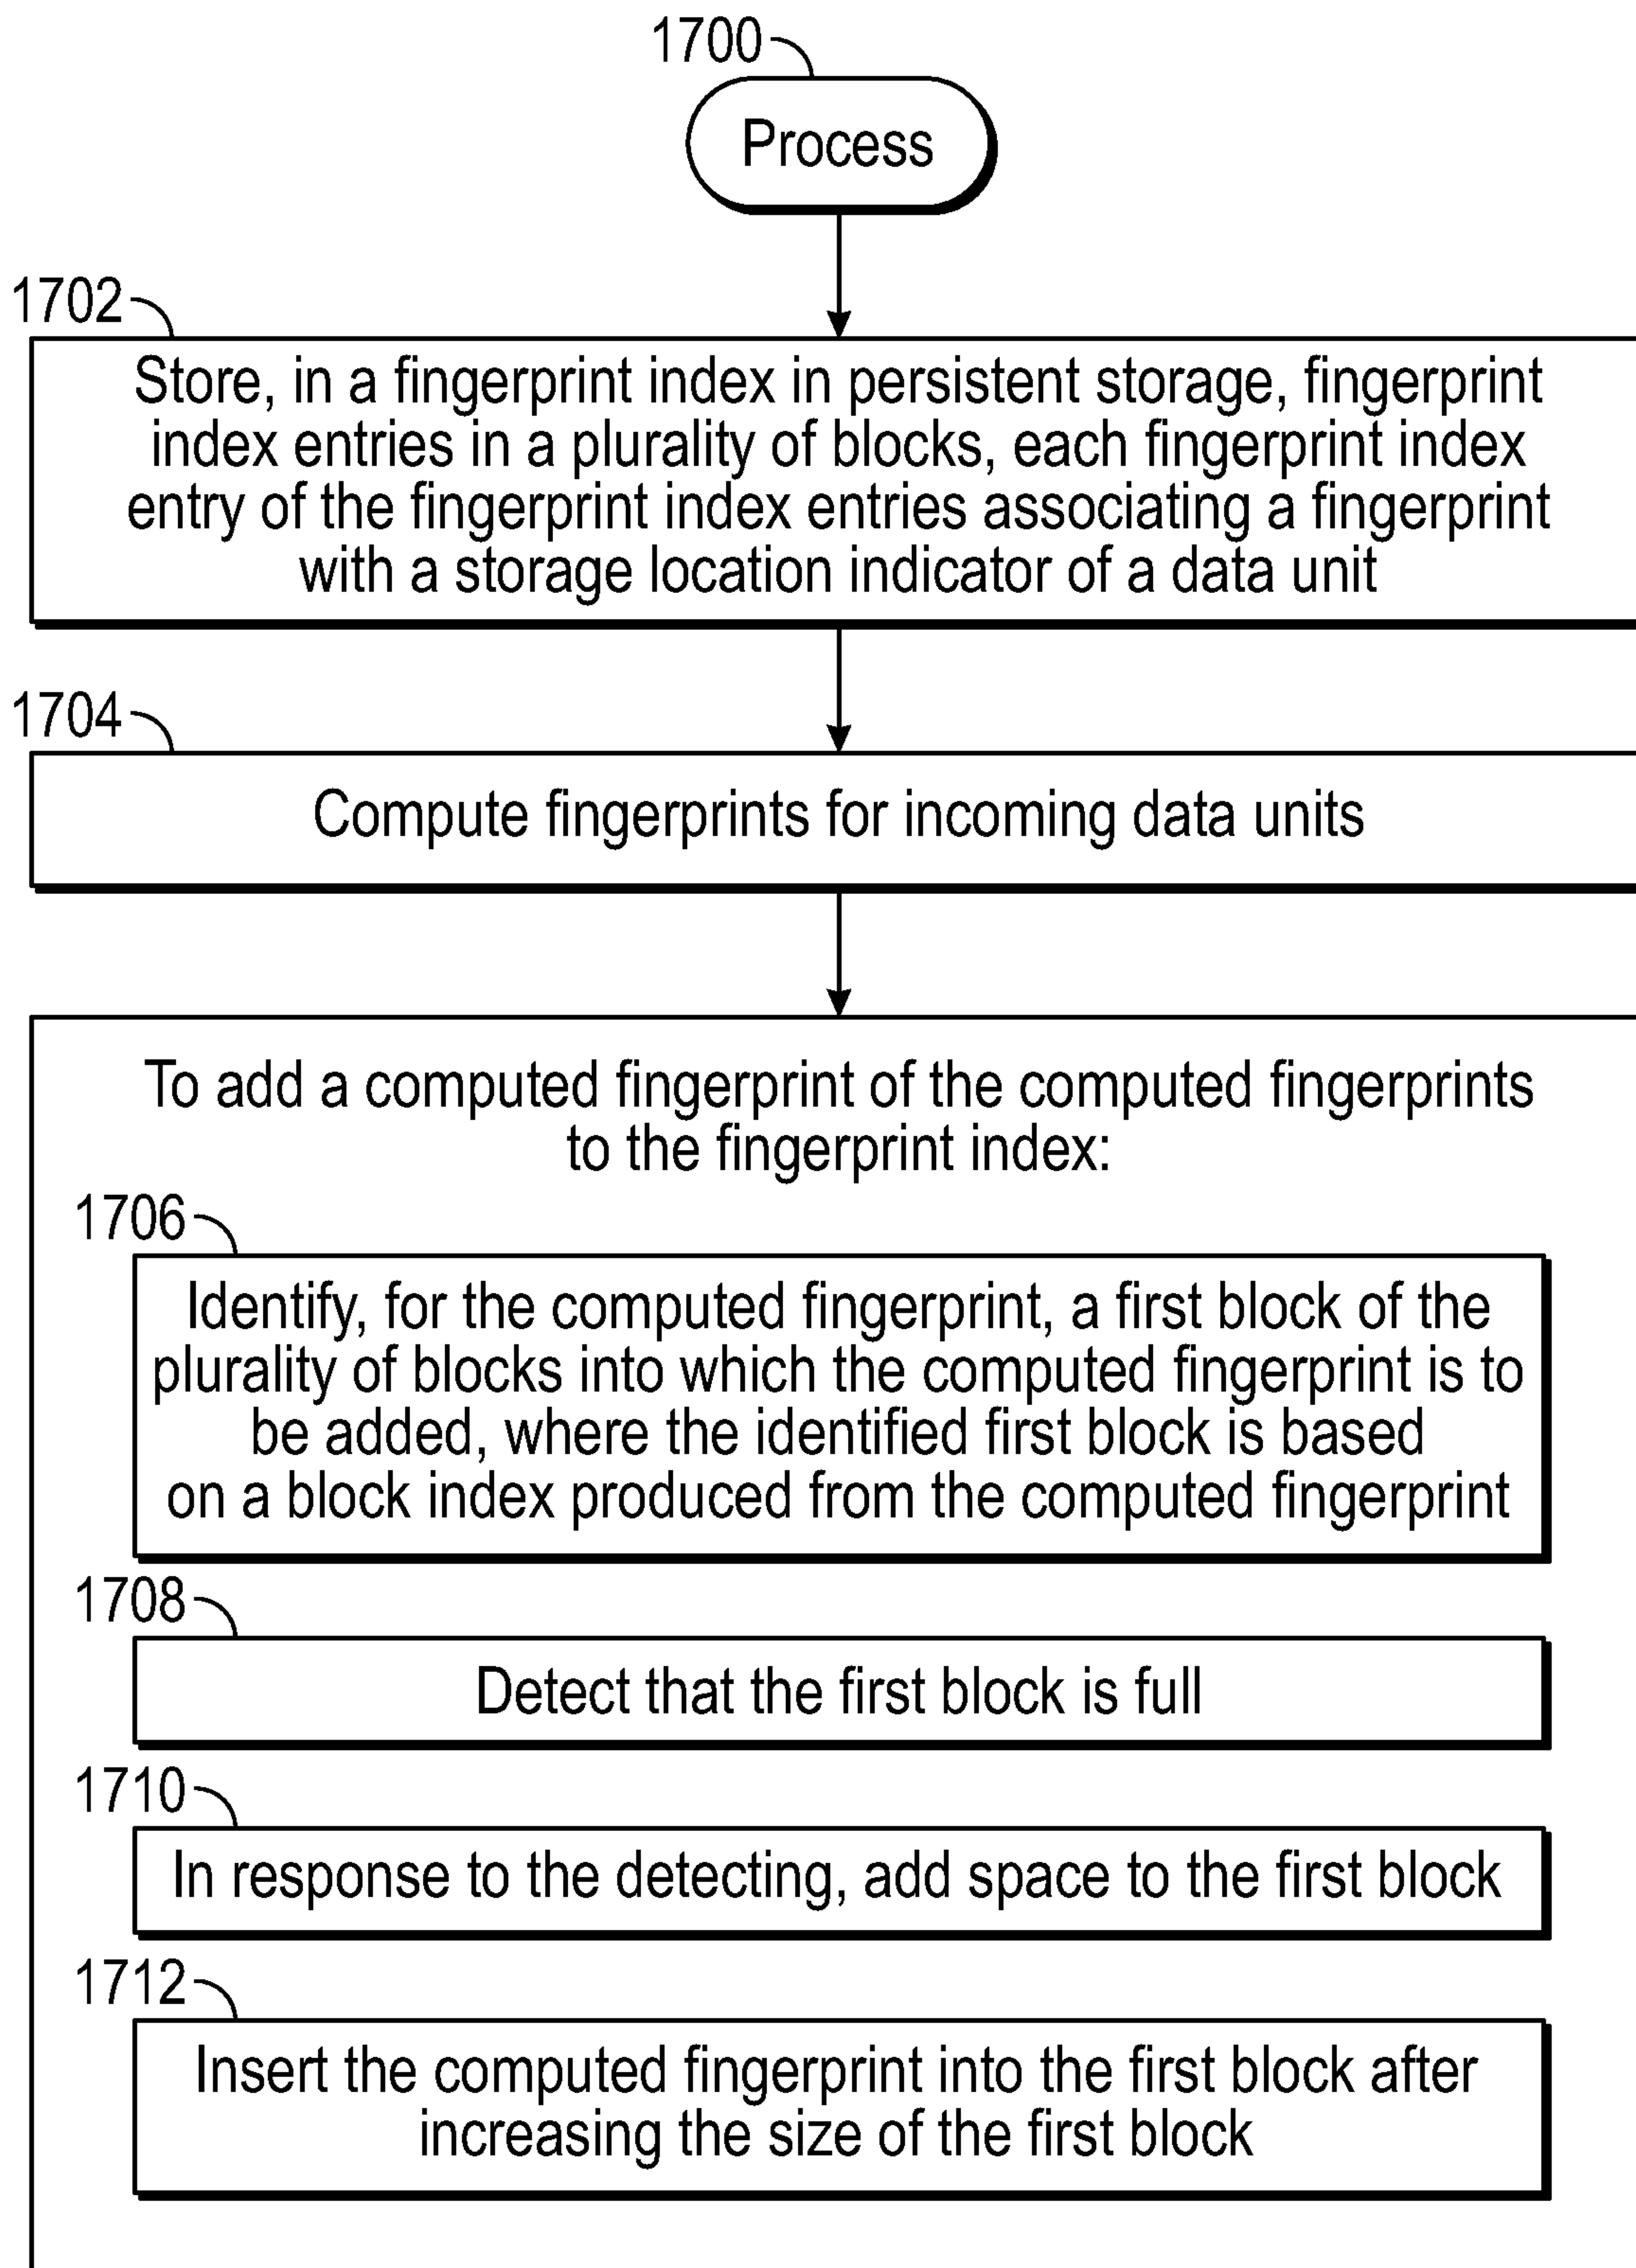 1700
Process
1702
Store, in a fingerprint index in persistent storage, fingerprint
index entries in a plurality of blocks, each fingerprint index
entry of the fingerprint index entries associating a fingerprint
with a storage location indicator of a data unit
1704
Compute fingerprints for incoming data units
To add a computed fingerprint of the computed fingerprints
to the fingerprint index:
1706
Identify, for the computed fingerprint, a first block of the
plurality of blocks into which the computed fingerprint is to
be added, where the identified first block is based
on a block index produced from the computed fingerprint
1708
Detect that the first block is full
1710
In response to the detecting, add space to the first block
1712
Insert the computed fingerprint into the first block after
increasing the size of the first block